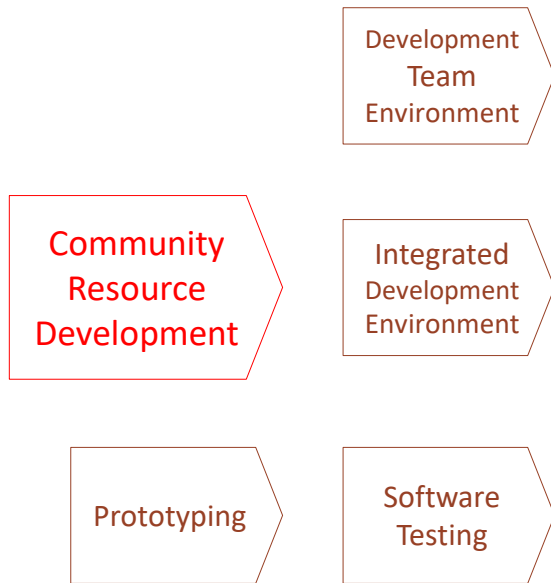 Development
Team
Environment
Community
Resource
Development
Integrated
Development
Environment
Prototyping
Software
Testing